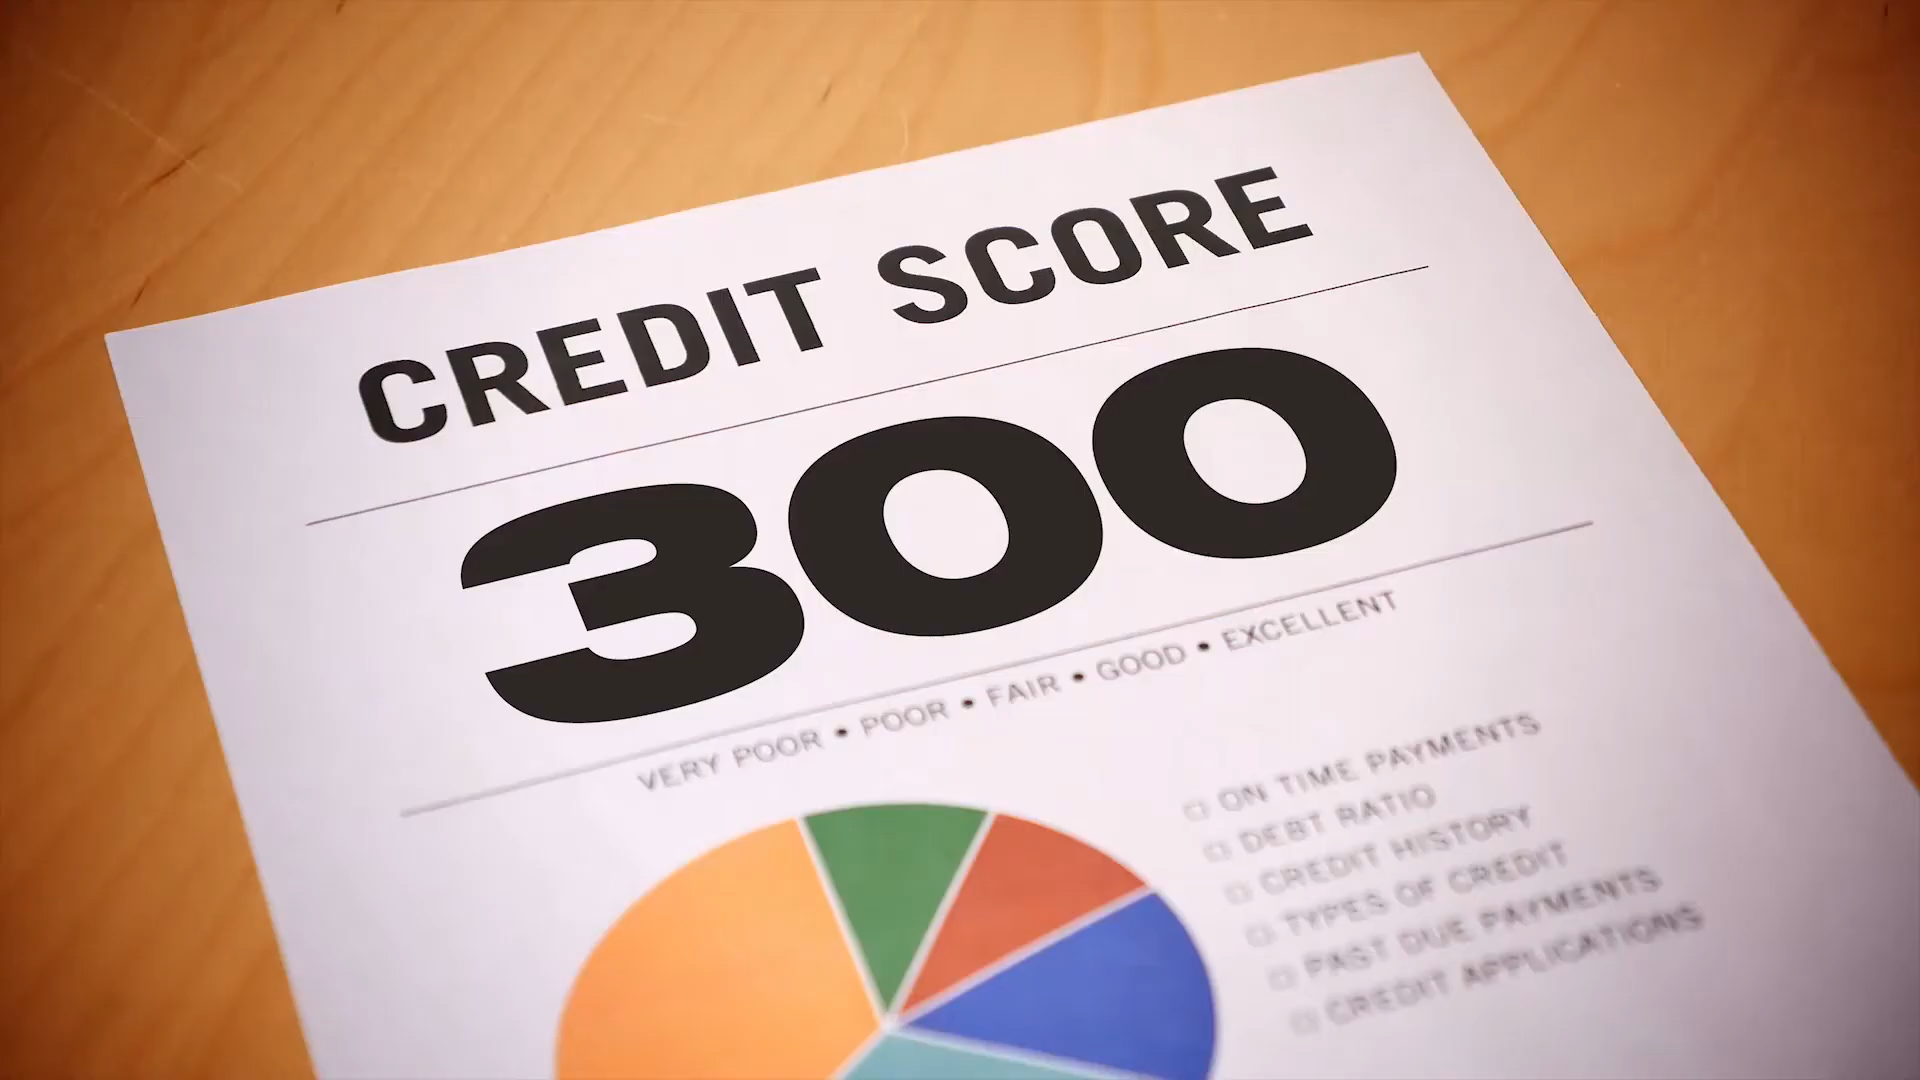 CREDIT SCORE
300
VERY POOR • POOR • FAIR • GOOD • EXCELLENT
ON TIME PAYMENTS
DEBT RATIO
CREDIT HISTORY
TYPES OF CREDIT
PAST DUE PAYMENTS
CREDIT APPLICATIONS